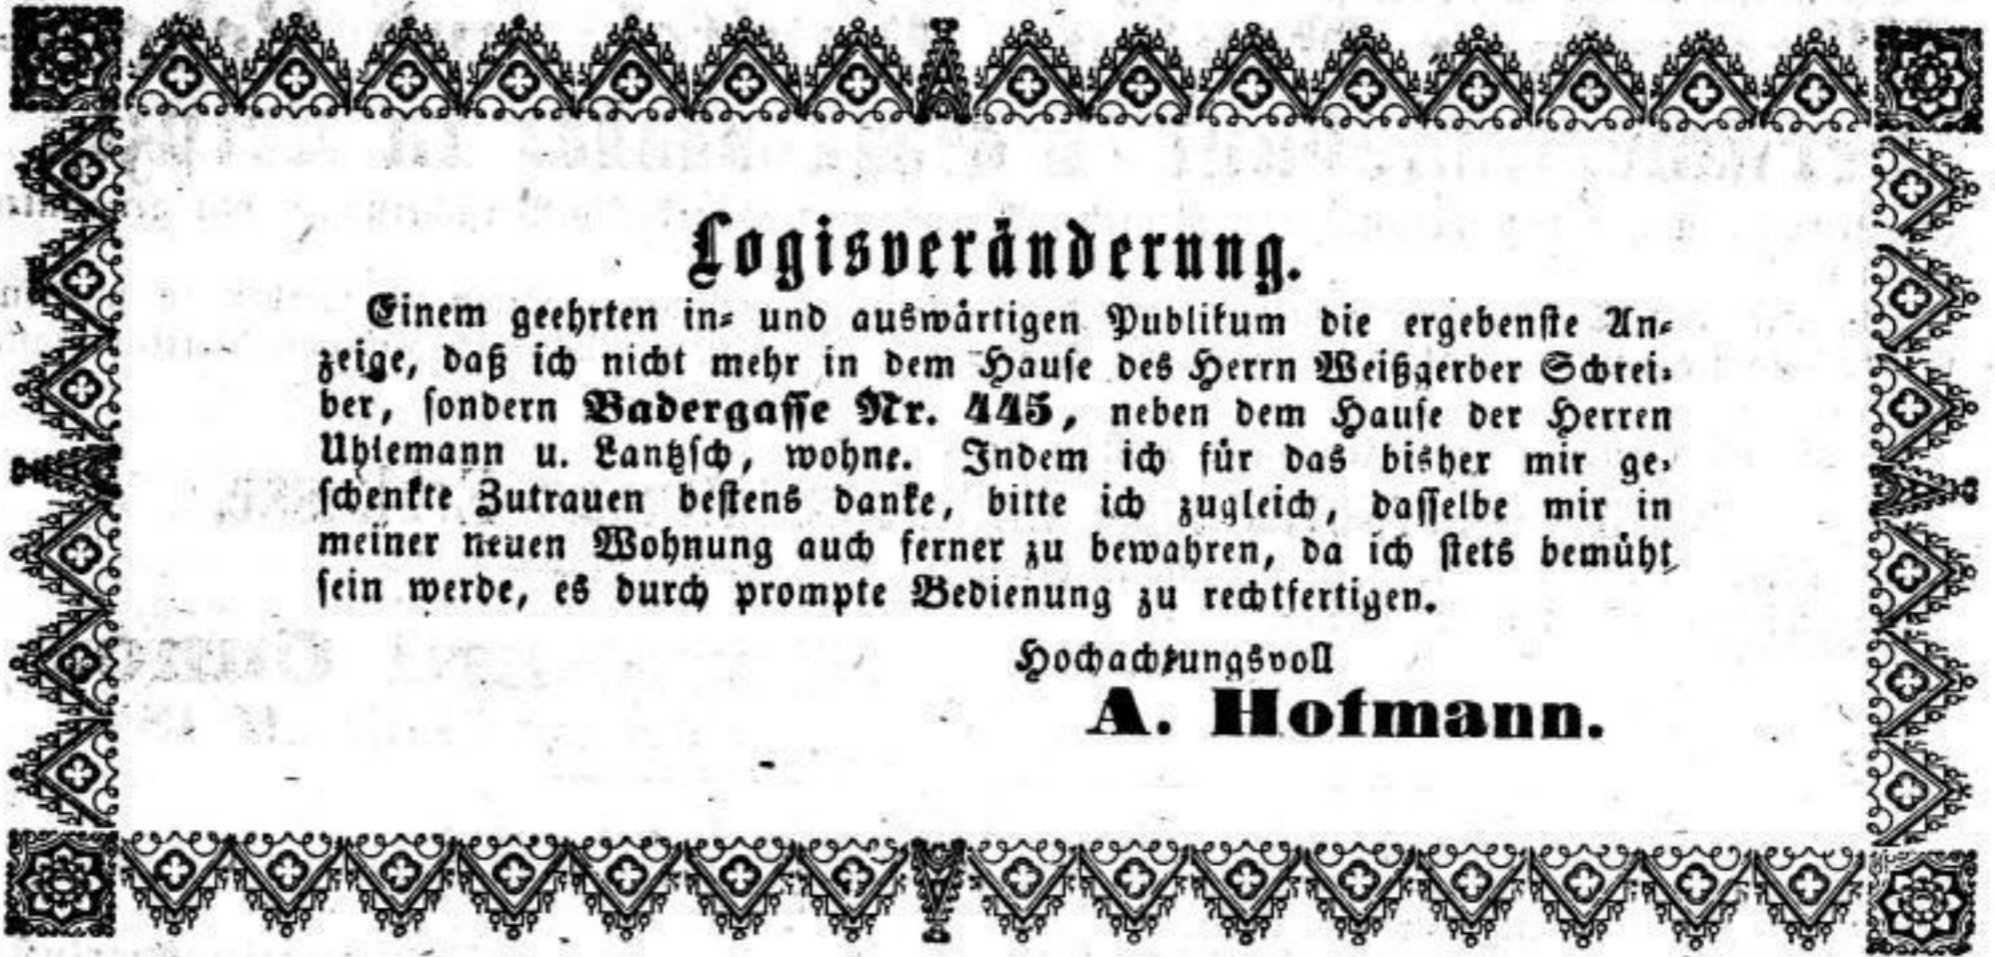 Logisveränderung.
Einem geehrten in- und auswärtigen Publikum die ergebenste An-
zeige, daß ich nicht mehr in dem Hause des Herrn Weißgerber Schrei-
ber, sondern Badergasse Nr. 445, neben dem Hause der Herren
Uhlemann u. Lantzsch, wohne. Indem ich für das bisher mir ge-
schenkte Zutrauen bestens danke, bitte ich zugleich, dasselbe mir in
meiner neuen Wohnung auch ferner zu bewahren, da ich stets bemüht
sein werde, es durch prompte Bedienung zu rechtfertigen.
Hochachtungsvoll
A. Hofmann.